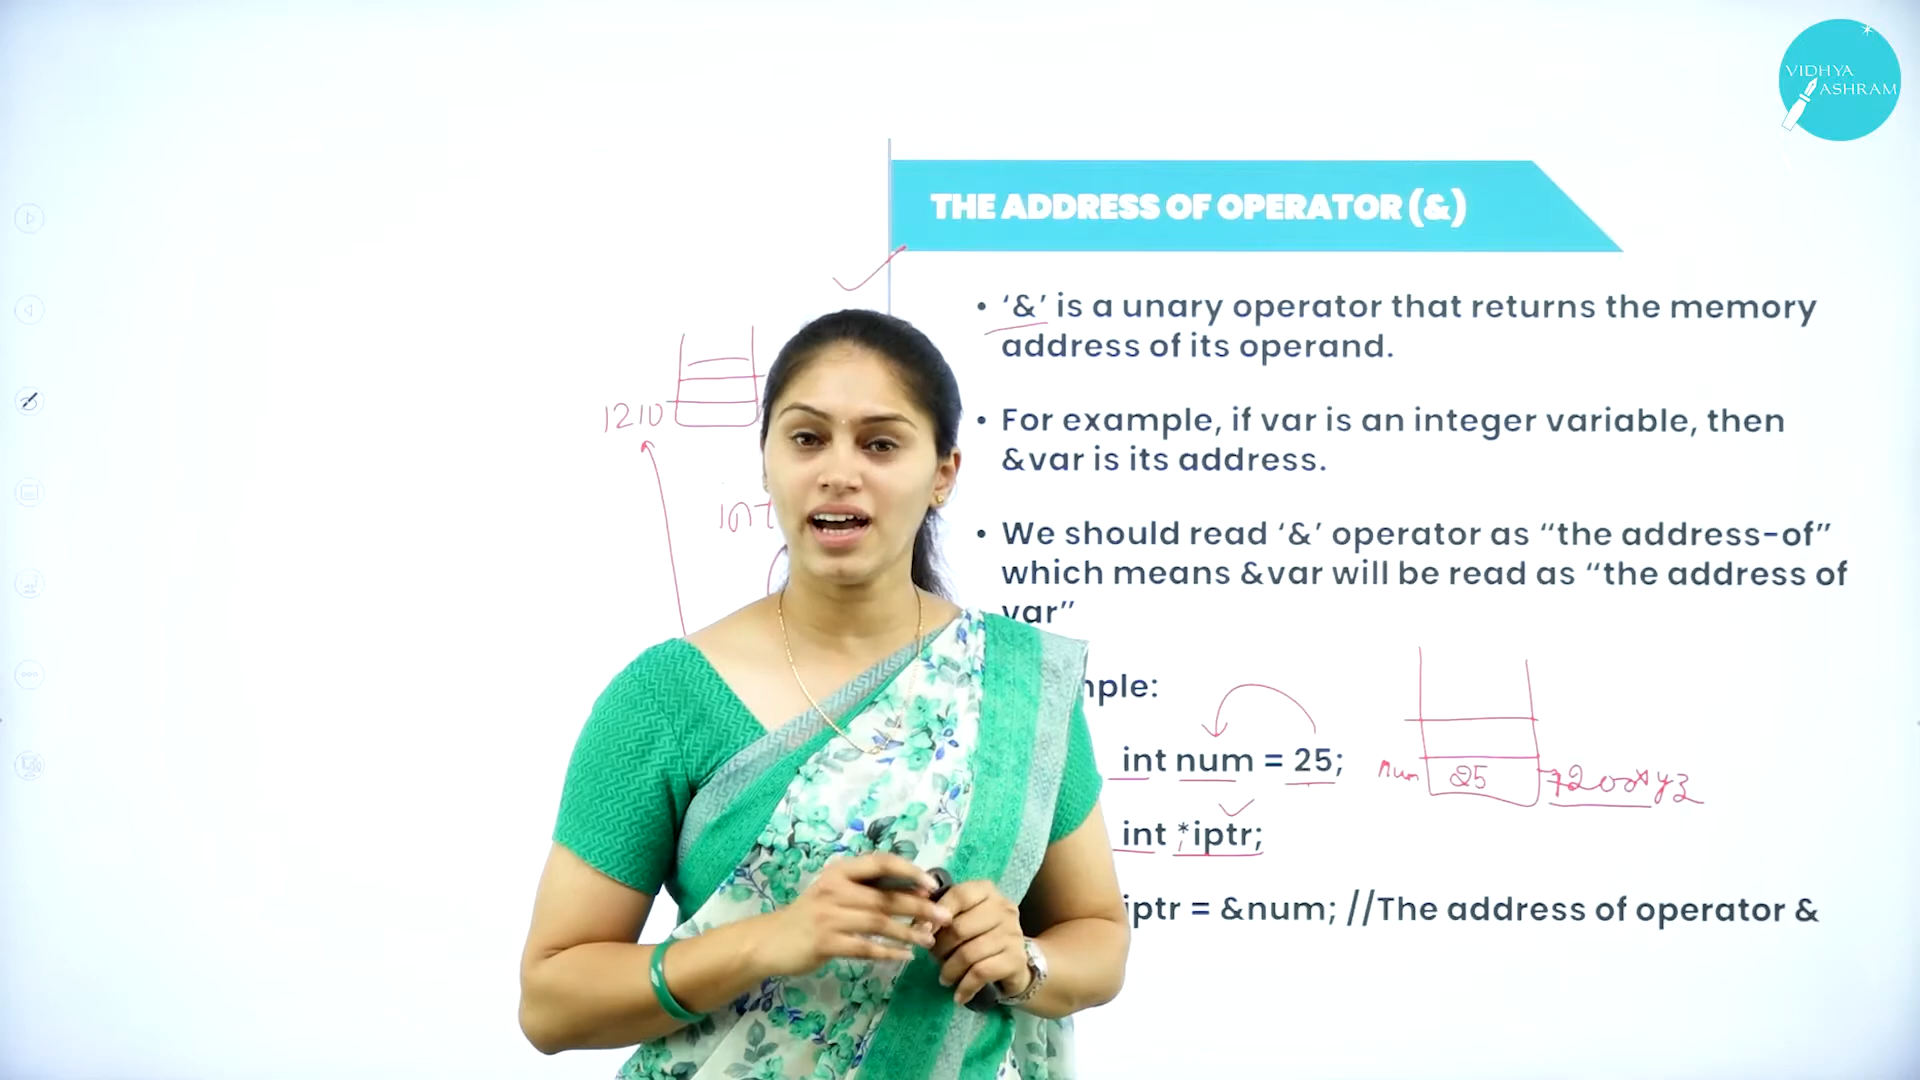 VIDHYA
ASHRAM
THE ADDRESS OF OPERATOR (&)
• ‘&’ is a unary operator that returns the memory
address of its operand.
1210
• For example, if var is an integer variable, then
&var is its address.
int
• We should read ‘&’ operator as “the address-of”
which means &var will be read as “the address of
var”
mple:
int num = 25;
num 25
int *iptr;
iptr = &num; //The address of operator &